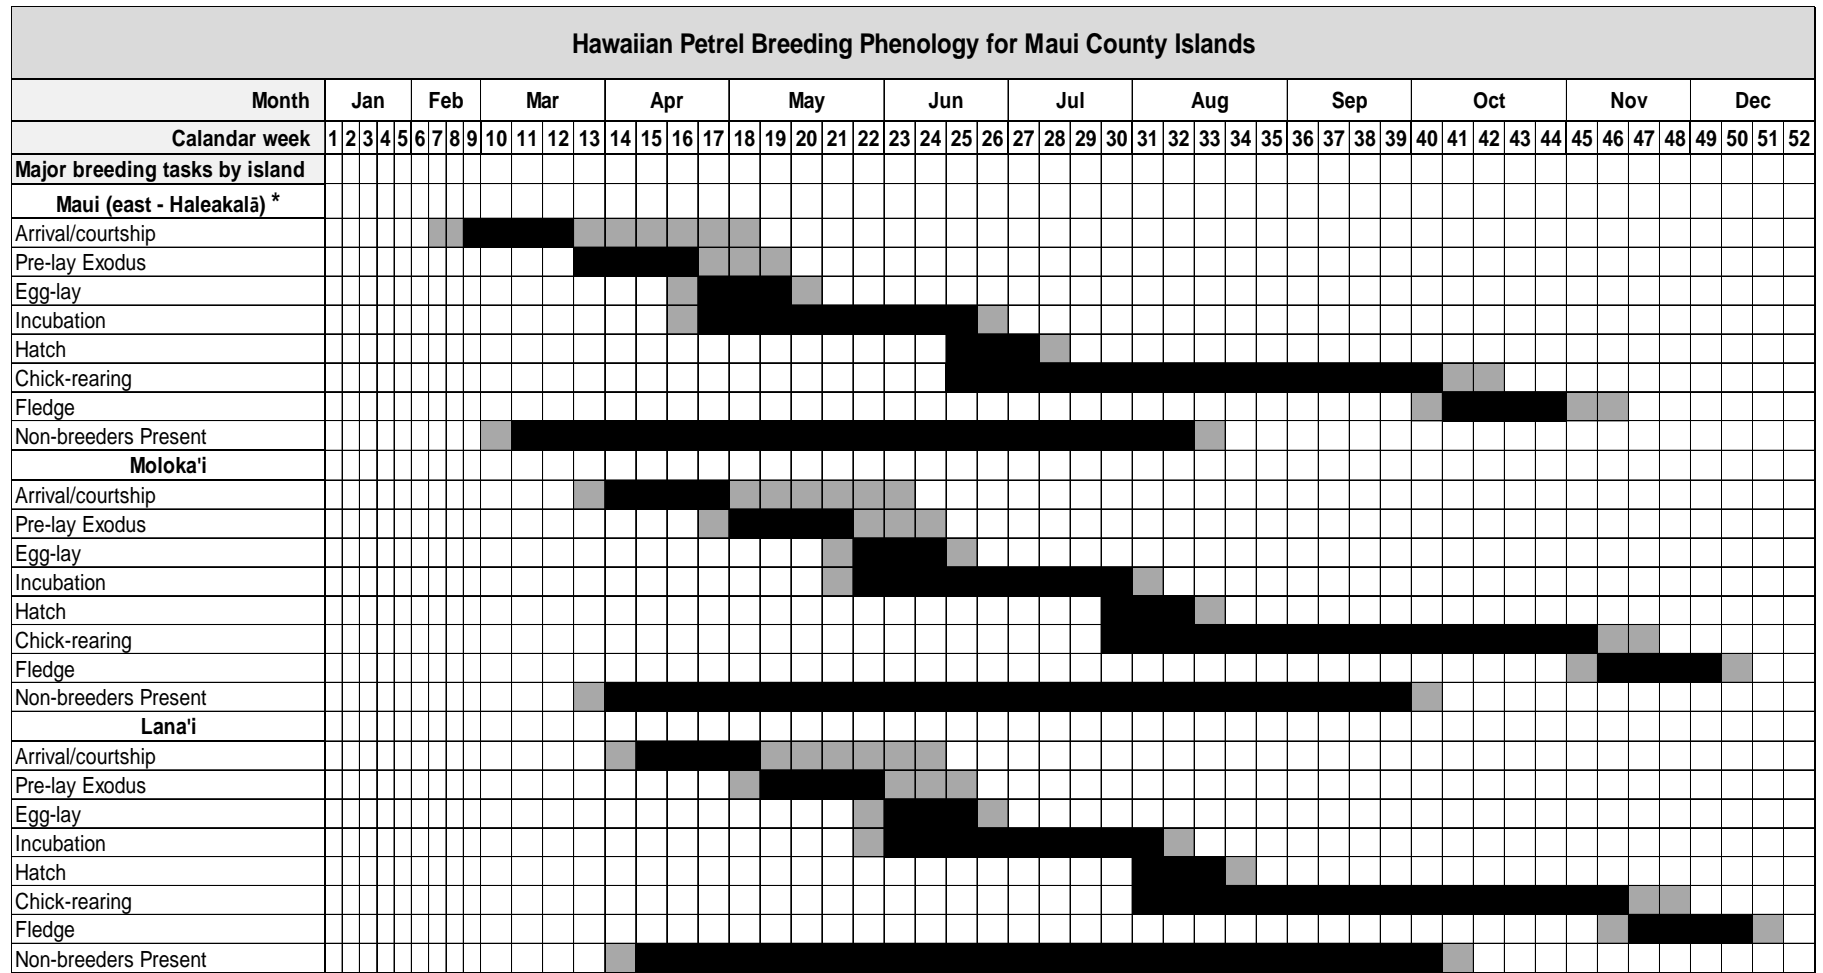 Hawaiian Petrel Breeding Phenology for Maui County Islands
Month Jan Feb Mar Apr May Jun Jul Aug Sep Oct Nov Dec
Calandar week 1 2 3 4 5 6 7 8 9 10 11 12 13 14 15 16 17 18 19 20 21 22 23 24 25 26 27 28 29 30 31 32 33 34 35 36 37 38 39 40 41 42 43 44 45 46 47 48 49 50 51 52
Major breeding tasks by island
Maui (east - Haleakalā) *
Arrival/courtship
Pre-lay Exodus
Egg-lay
Incubation
Hatch
Chick-rearing
Fledge
Non-breeders Present
Moloka'i
Arrival/courtship
Pre-lay Exodus
Egg-lay
Incubation
Hatch
Chick-rearing
Fledge
Non-breeders Present
Lana'i
Arrival/courtship
Pre-lay Exodus
Egg-lay
Incubation
Hatch
Chick-rearing
Fledge
Non-breeders Present